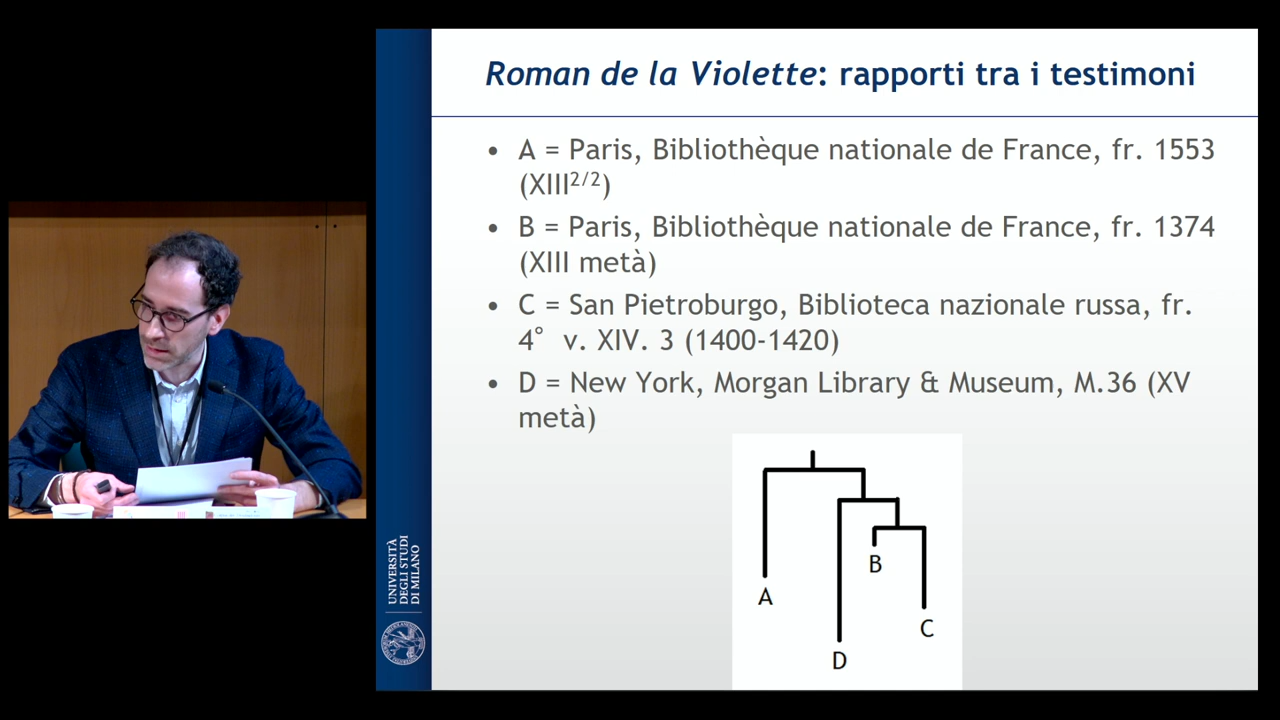 Roman de la Violette: rapporti tra i testimoni
• A = Paris, Bibliothèque nationale de France, fr. 1553
(XIII2/2)
• B = Paris, Bibliothèque nationale de France, fr. 1374
(XIII metà)
• C = San Pietroburgo, Biblioteca nazionale russa, fr.
4° v. XIV. 3 (1400-1420)
• D = New York, Morgan Library & Museum, M.36 (XV
metà)
B
A
C
D
UNIVERSITÀ
DEGLI STUDI
DI MILANO